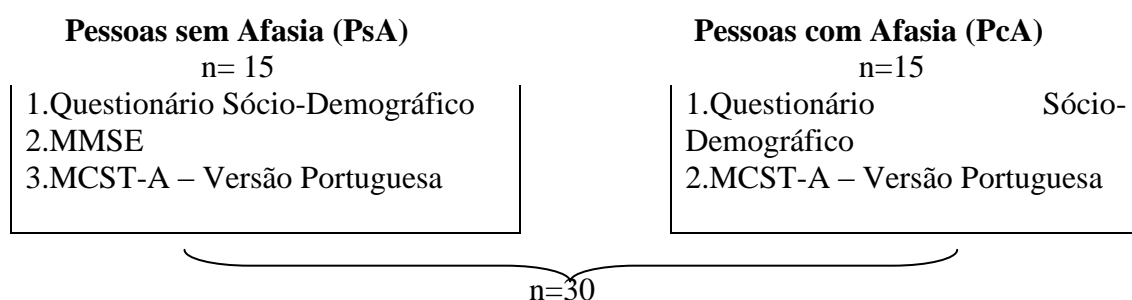 Pessoas sem Afasia (PsA)
n= 15
1.Questionário Sócio-Demográfico
2.MMSE
3.MCST-A – Versão Portuguesa
Pessoas com Afasia (PcA)
n=15
1.Questionário Sócio-
Demográfico
2.MCST-A – Versão Portuguesa
n=30